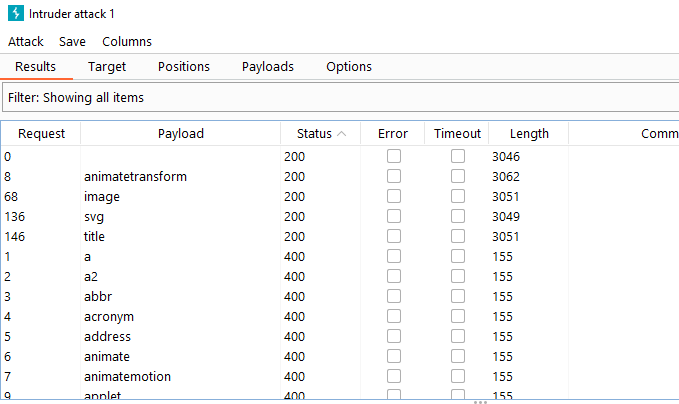 Intruder attack 1
Attack Save Columns
Results Target Positions Payloads Options
Filter: Showing all items
Request Payload Status Error Timeout Length Comm
0 200 3046
8 animatetransform 200 3062
68 image 200 3051
136 svg 200 3049
146 title 200 3051
1 a 400 155
2 a2 400 155
3 abbr 400 155
4 acronym 400 155
5 address 400 155
6 animate 400 155
7 animatemotion 400 155
9 applet 400 155